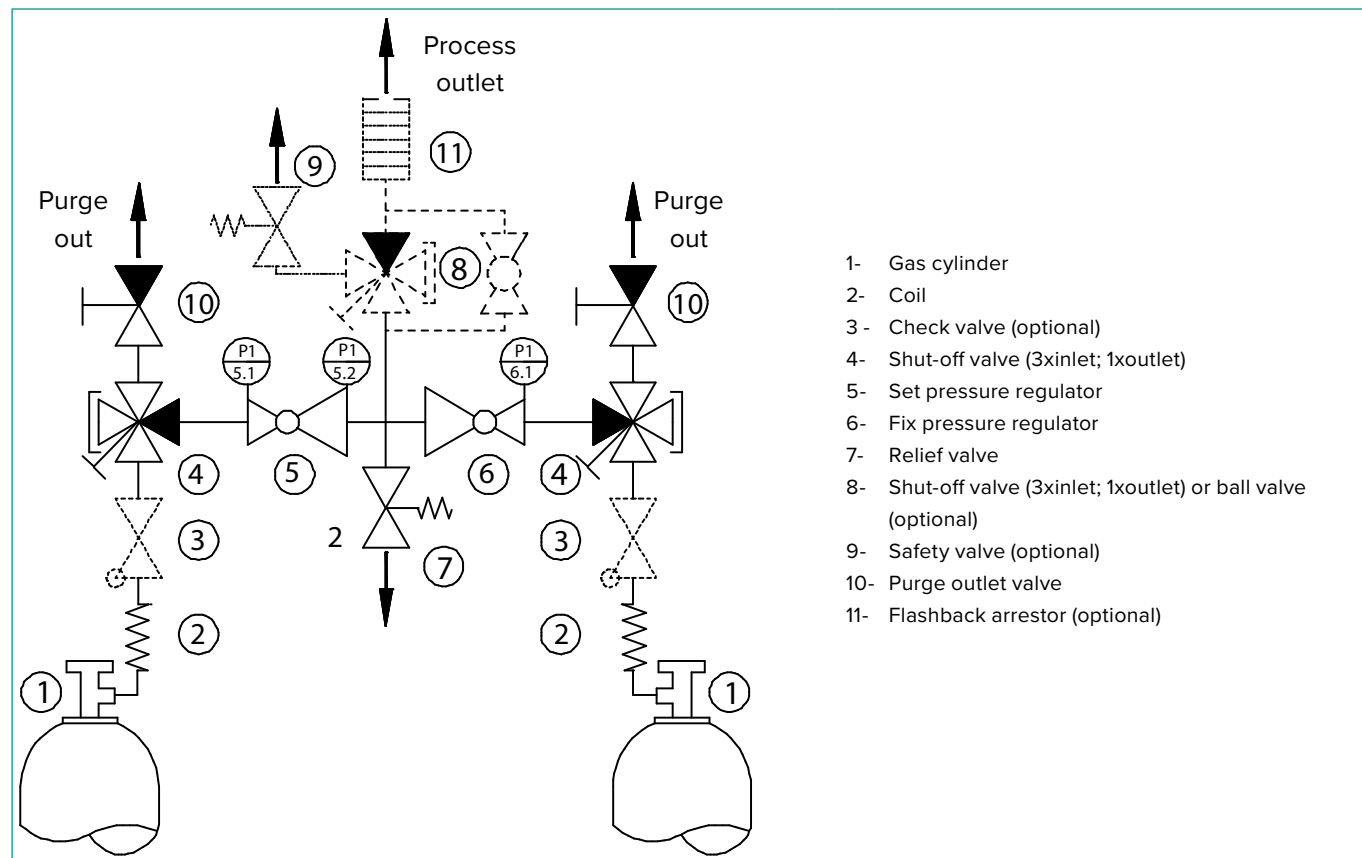 Process
outlet
11
9
Purge
out
Purge
out
8
10
10
P1
5.1
P1
5.2
P1
6.1
4
5
6
4
3
2
7
3
2
2
1
1
1- Gas cylinder
2- Coil
3 - Check valve (optional)
4- Shut-off valve (3xinlet; 1xoutlet)
5- Set pressure regulator
6- Fix pressure regulator
7- Relief valve
8- Shut-off valve (3xinlet; 1xoutlet) or ball valve
(optional)
9- Safety valve (optional)
10- Purge outlet valve
11- Flashback arrestor (optional)